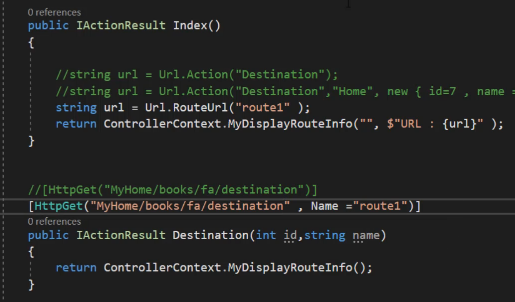 0 references
public IActionResult Index()
{
//string url = Url.Action("Destination");
//string url = Url.Action("Destination","Home", new { id=7 , name =
string url = Url.RouteUrl("route1" );
return ControllerContext.MyDisplayRouteInfo("", $"URL : {url}" );
}
//[HttpGet("MyHome/books/fa/destination")]
[HttpGet("MyHome/books/fa/destination" , Name ="route1")]
0 references
public IActionResult Destination(int id,string name)
{
return ControllerContext.MyDisplayRouteInfo();
}